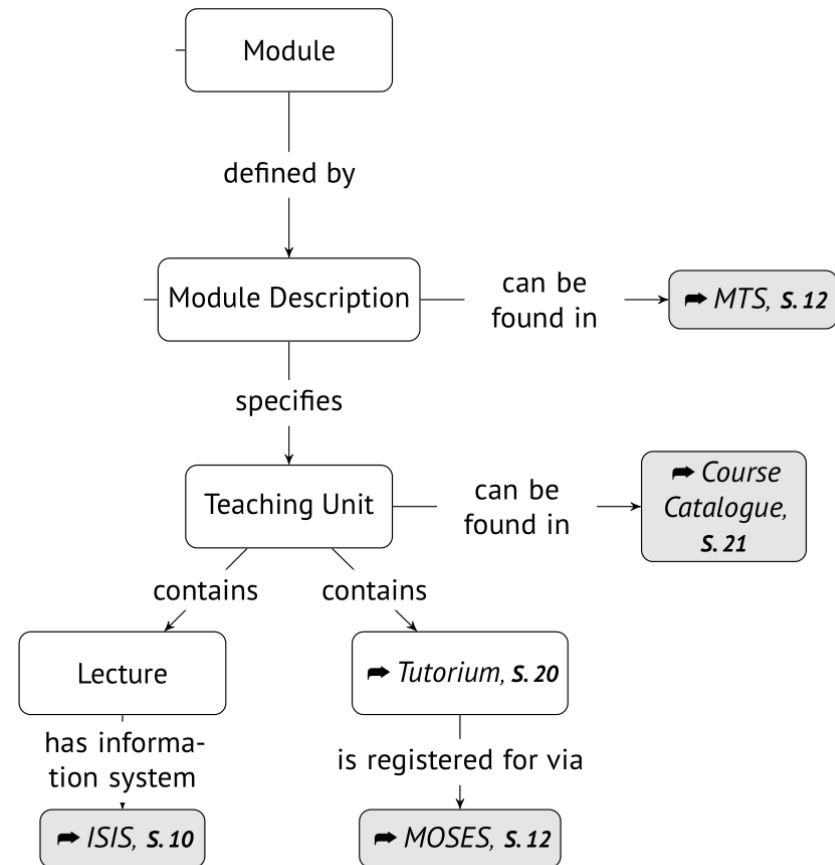 Module
defined by
Module Description
can be
found in
➦ MTS, S. 12
specifies
Teaching Unit
can be
found in
➦ Course
Catalogue,
S. 21
contains
contains
Lecture
➦ Tutorium, S. 20
has informa-
tion system
is registered for via
➦ ISIS, S. 10
➦ MOSES, S. 12